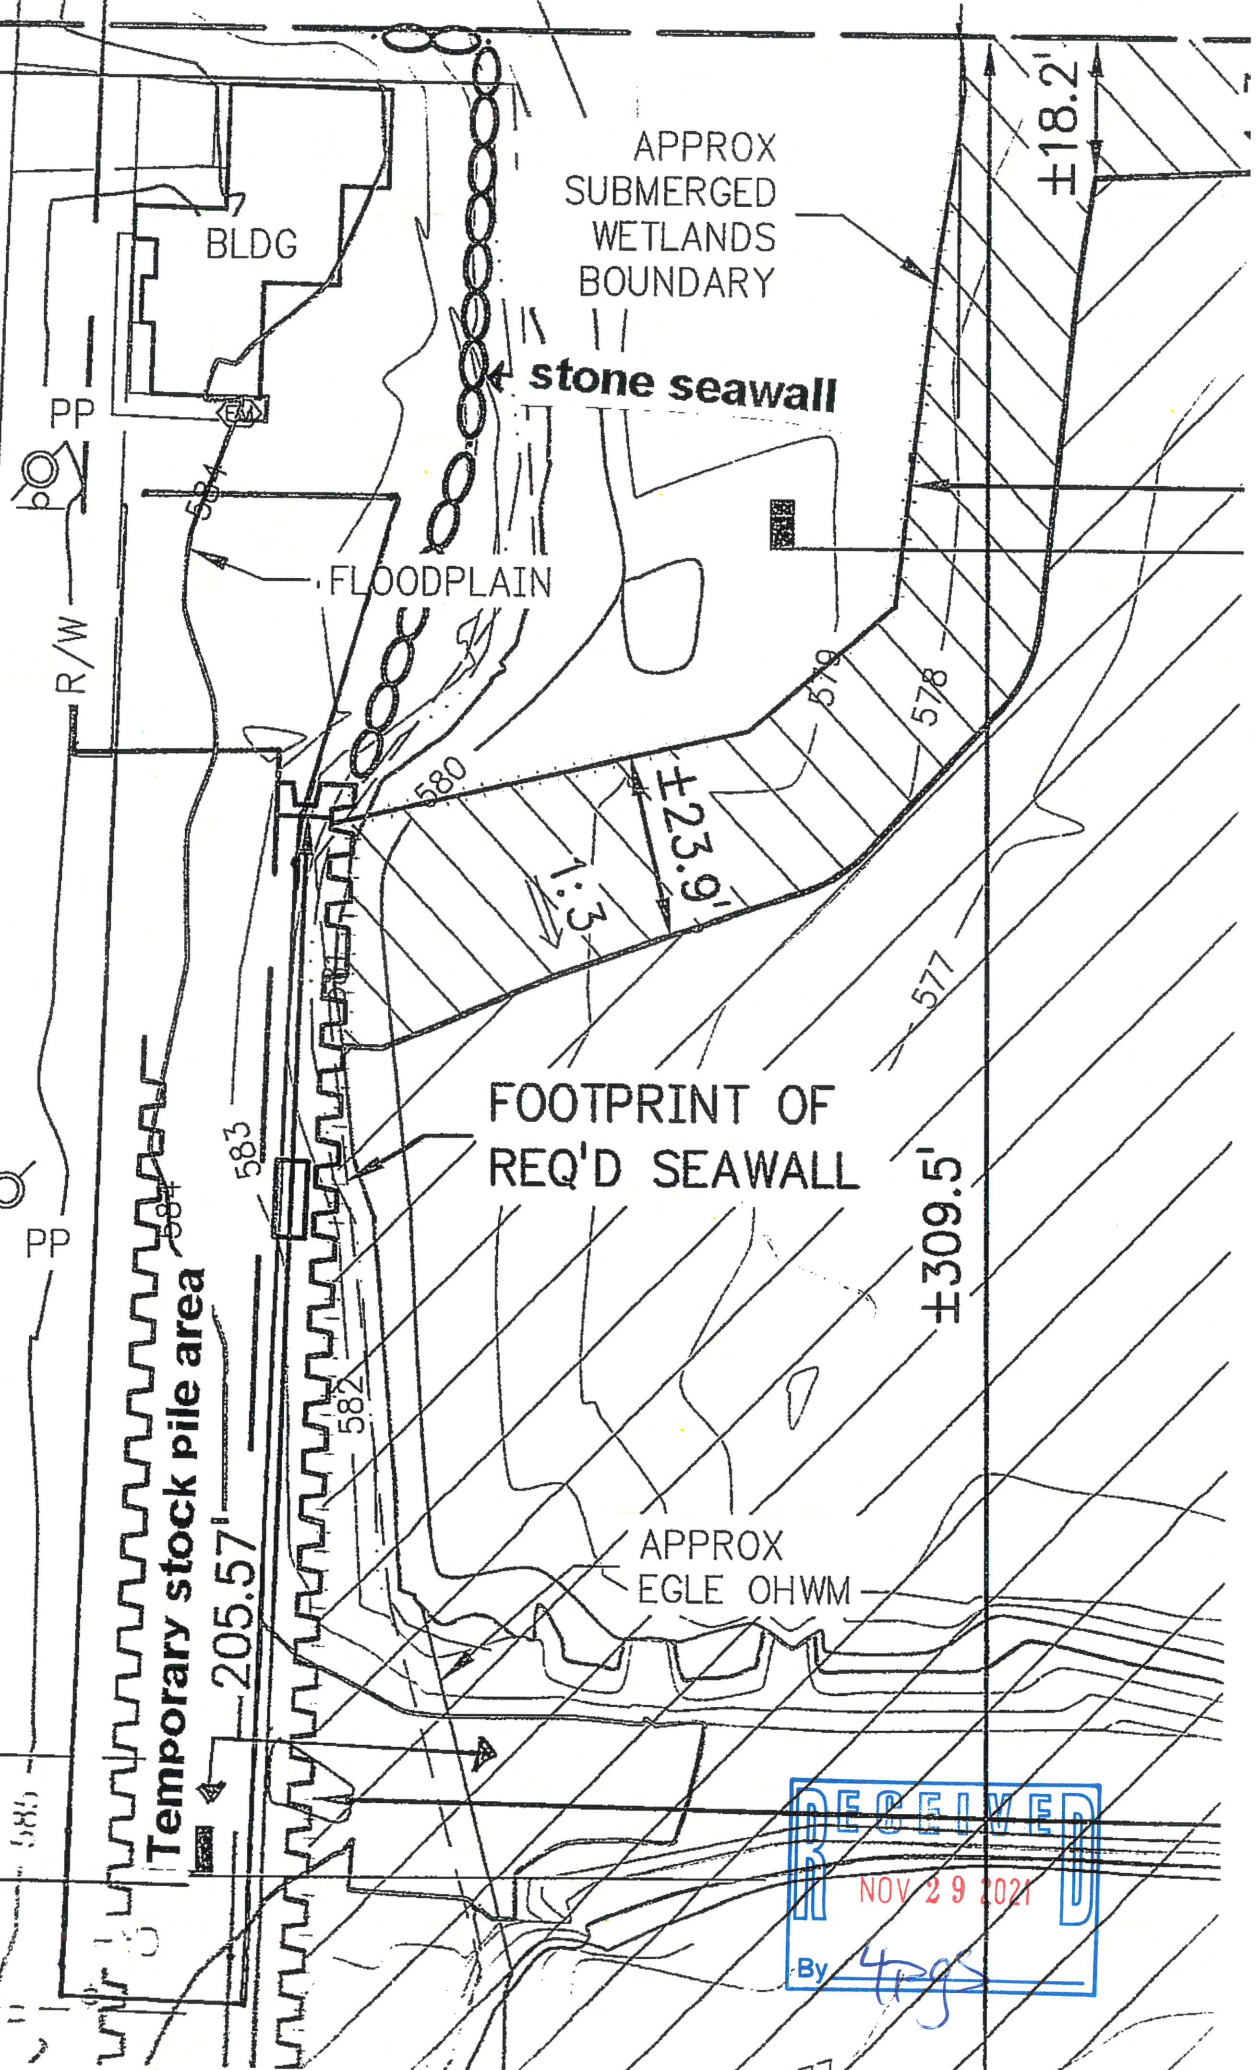 ±18.2'
APPROX
SUBMERGED
WETLANDS
BOUNDARY
BLDG
stone seawall
PP
584
FLOODPLAIN
R/W
579
578
580
±23.9'
1:3
577
FOOTPRINT OF
REQ'D SEAWALL
583
584
PP
±309.5'
582
Temporary stock pile area
205.57'
APPROX
EGLE OHWM
585
RECEIVED
NOV 29 2021
By 4pgs